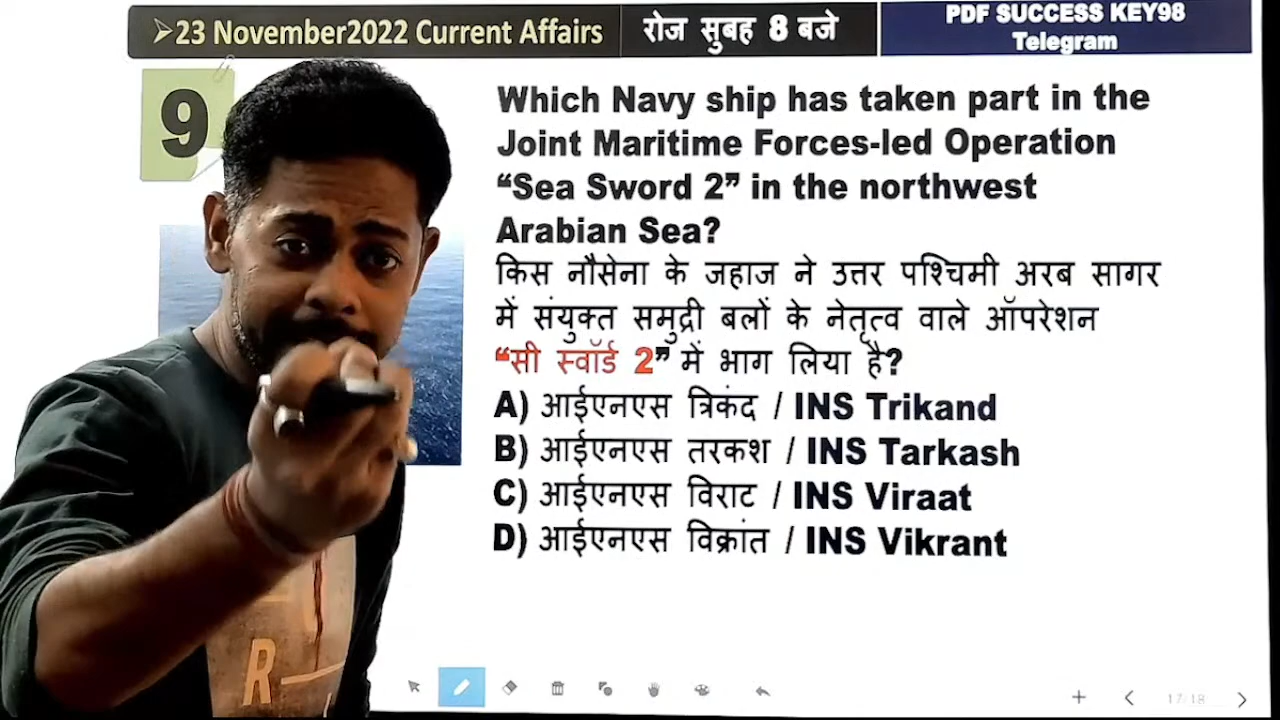 ➢23 November2022 Current Affairs
रोज सुबह 8 बजे
PDF SUCCESS KEY98
Telegram
9
Which Navy ship has taken part in the
Joint Maritime Forces-led Operation
“Sea Sword 2” in the northwest
Arabian Sea?
किस नौसेना के जहाज ने उत्तर पश्चिमी अरब सागर
में संयुक्त समुद्री बलों के नेतृत्व वाले ऑपरेशन
“सी स्वॉर्ड 2” में भाग लिया है?
A) आईएनएस त्रिकंद / INS Trikand
B) आईएनएस तरकश / INS Tarkash
C) आईएनएस विराट / INS Viraat
D) आईएनएस विक्रांत / INS Vikrant
R
17/18